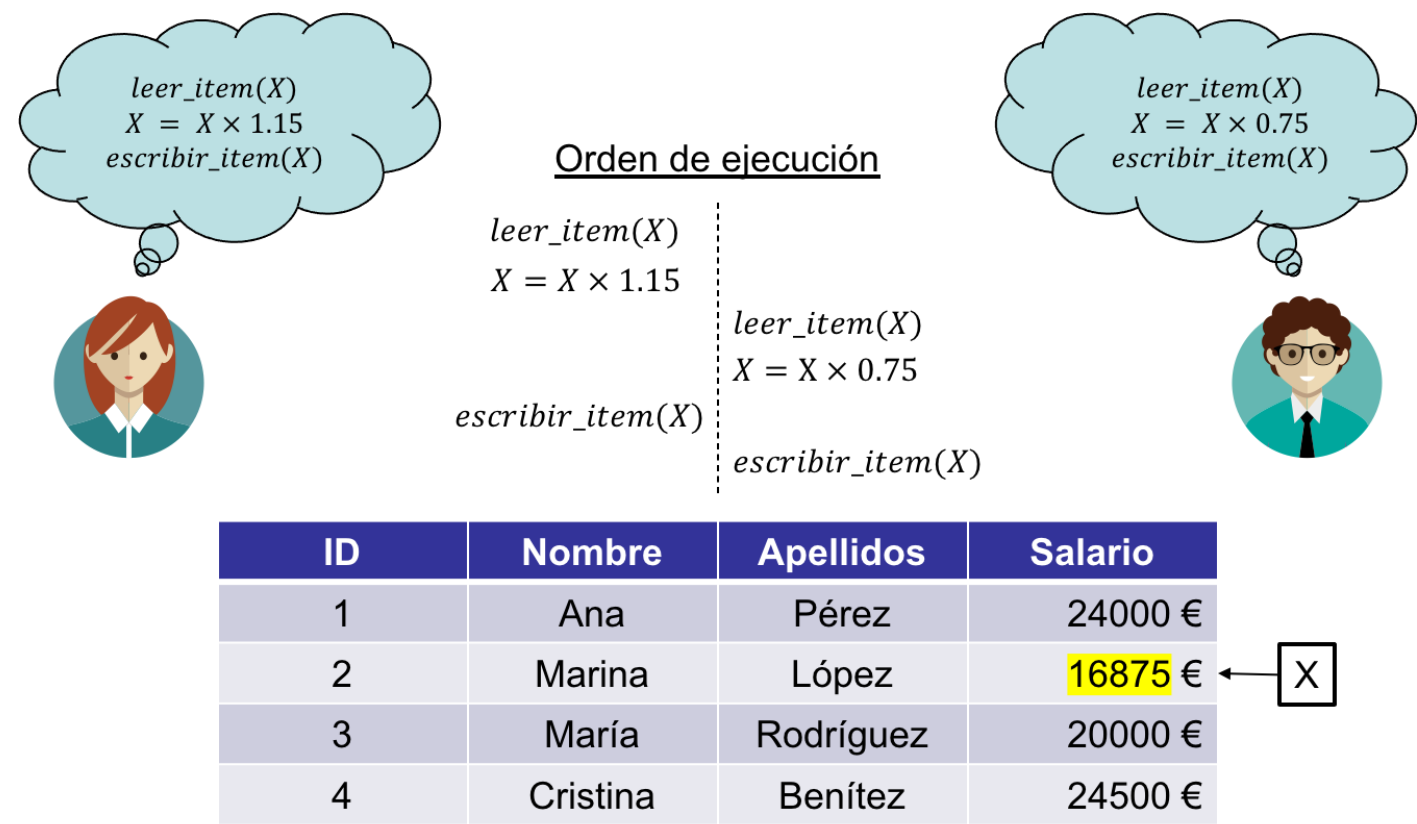 leer_item(X)
X = X × 1.15
escribir_item(X)
leer_item(X)
X = X × 0.75
escribir_item(X)
Orden de ejecución
leer_item(X)
X = X × 1.15
leer_item(X)
X = X × 0.75
escribir_item(X)
escribir_item(X)
ID Nombre Apellidos Salario
1 Ana Pérez 24000 €
2 Marina López 16875 € X
3 María Rodríguez 20000 €
4 Cristina Benítez 24500 €